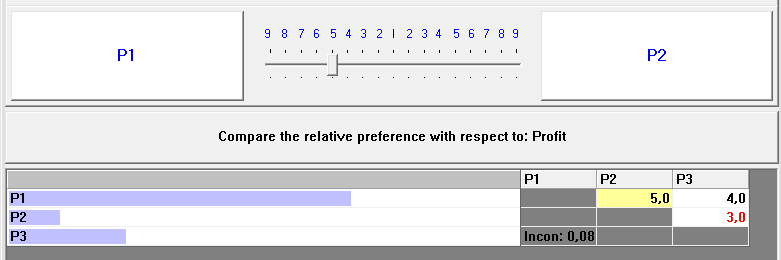 9 8 7 6 5 4 3 2 1 2 3 4 5 6 7 8 9
P1 P2
Compare the relative preference with respect to: Profit
P1 P2 P3
P1 5,0 4,0
P2 3,0
P3 Incon: 0,08